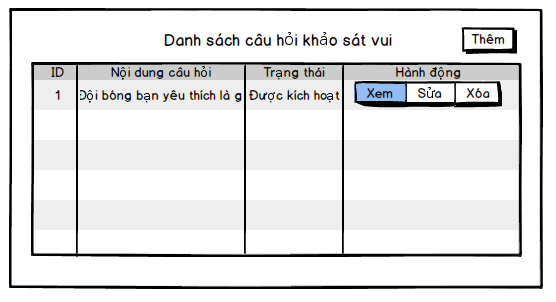 Danh sách câu hỏi khảo sát vui
Thêm
ID Nội dung câu hỏi Trạng thái Hành động
1 Đội bóng bạn yêu thích là g Được kích hoạt Xem Sửa Xóa